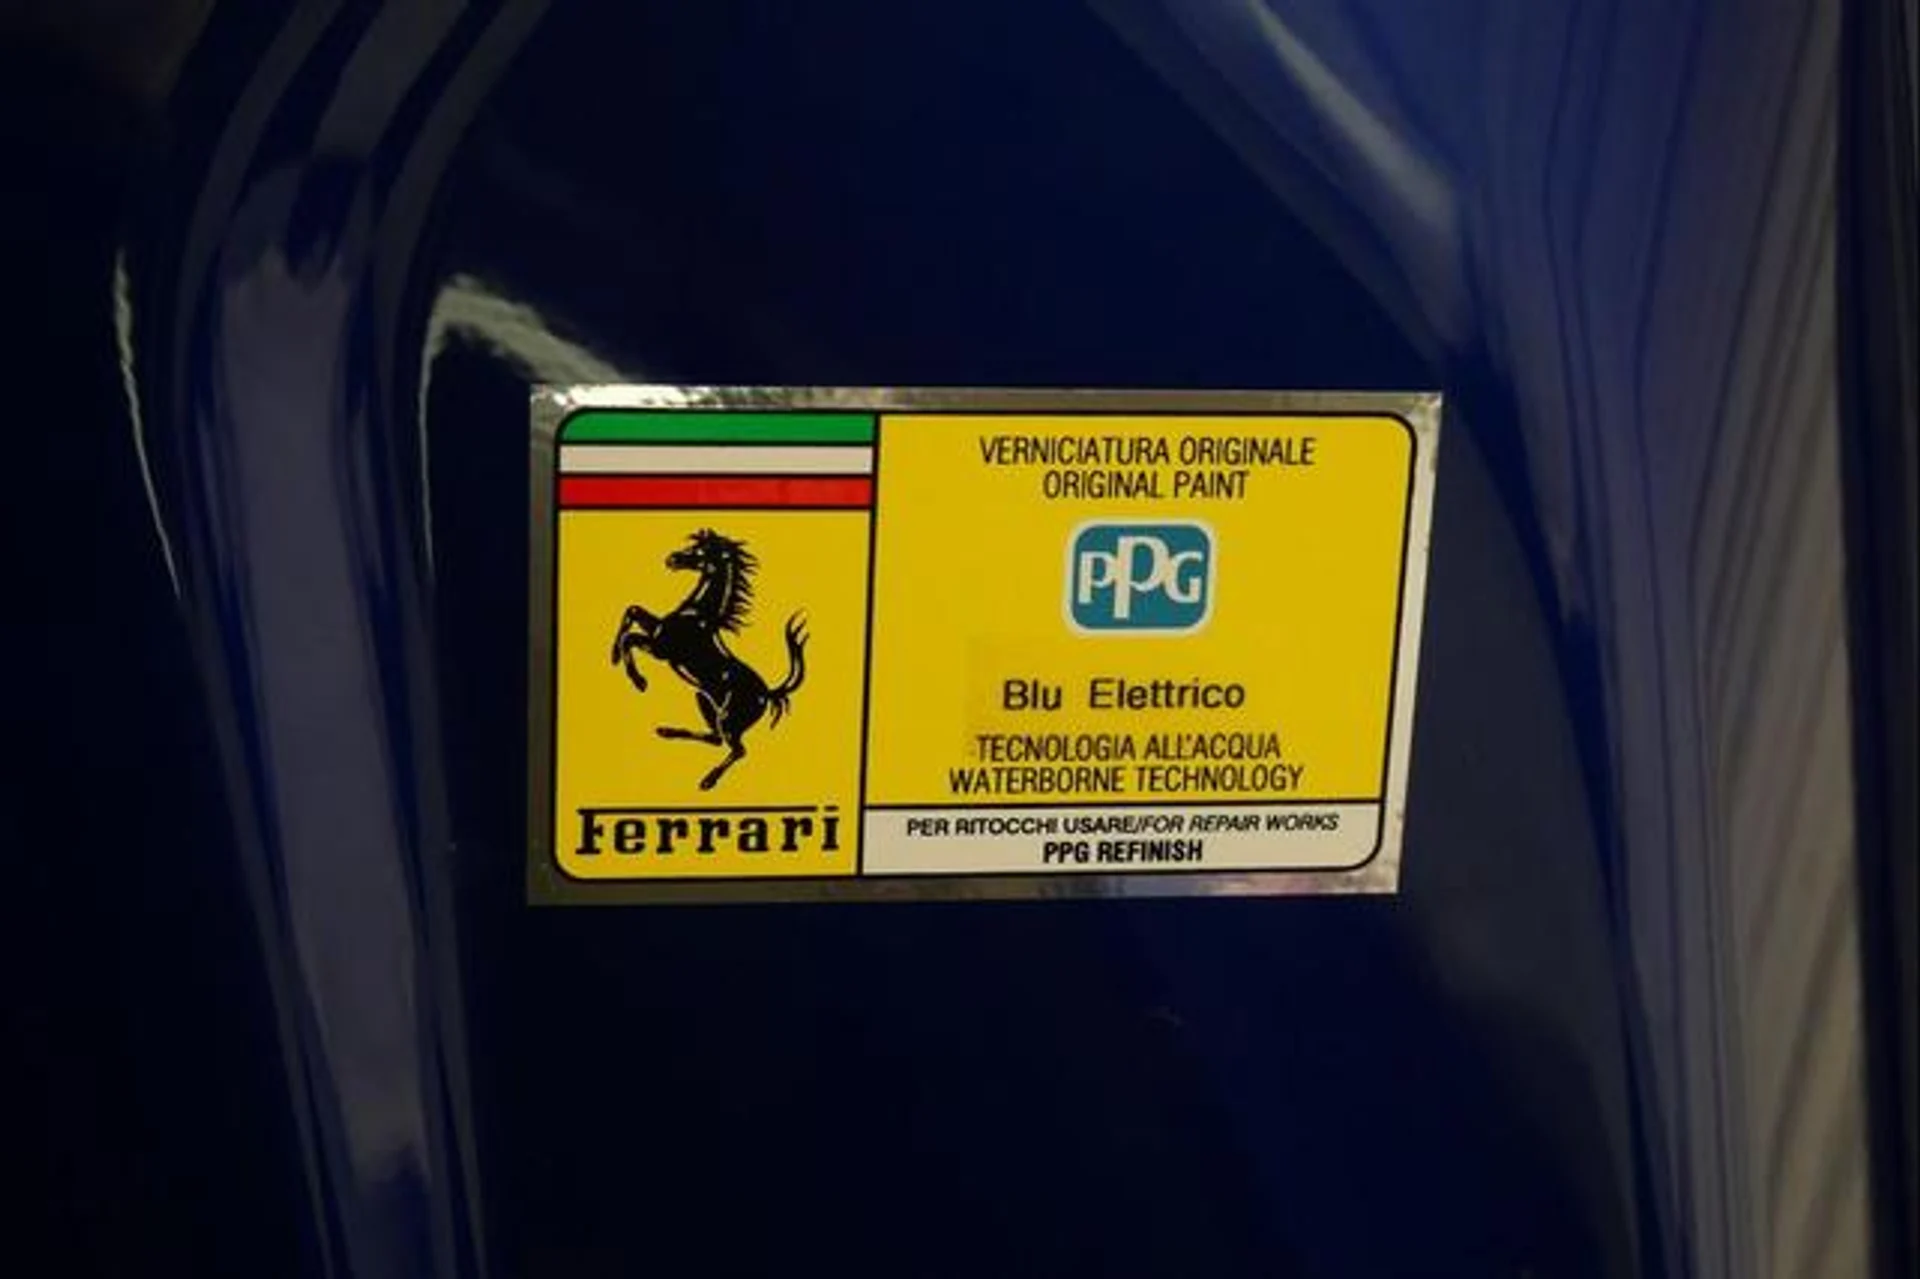 VERNICIATURA ORIGINALE
ORIGINAL PAINT
PPG
Blu Elettrico
TECNOLOGIA ALL'ACQUA
WATERBORNE TECHNOLOGY
PER RITOCCHI USARE/FOR REPAIR WORKS
PPG REFINISH
Ferrari